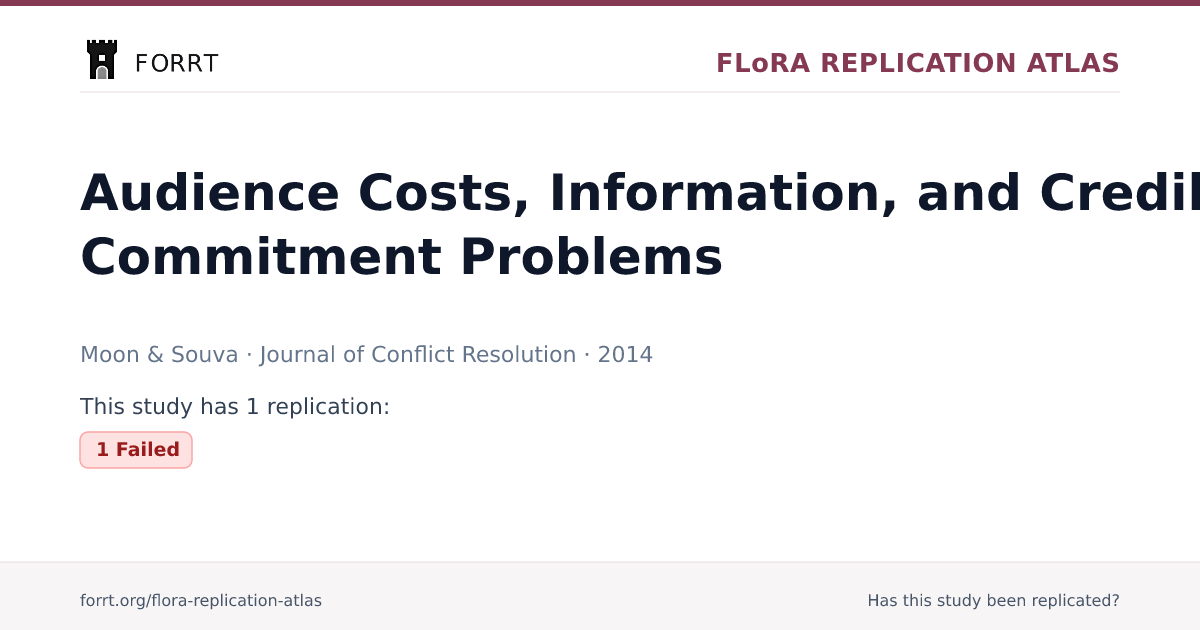 FORRT
FLoRA REPLICATION ATLAS
Audience Costs, Information, and
Commitment Problems
Moon & Souva · Journal of Conflict Resolution · 2014
This study has 1 replication:
1 Failed
forrt.org/flora-replication-atlas
Has this study been replicated?